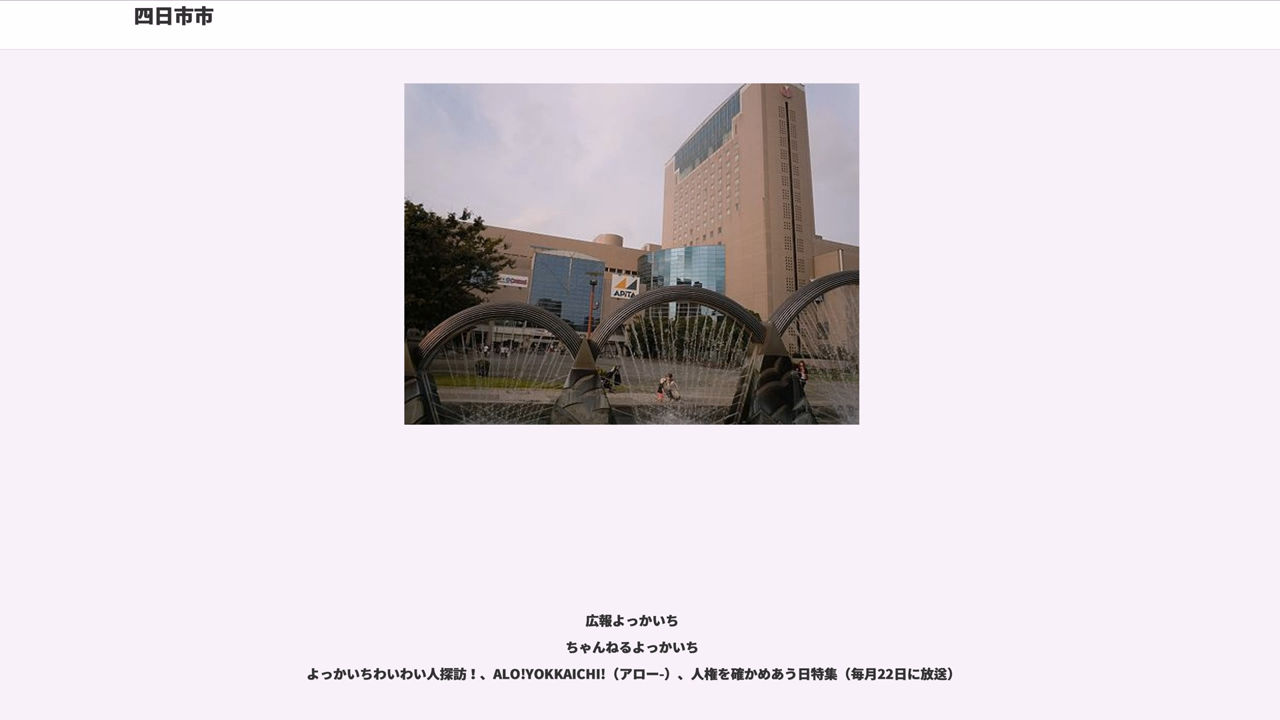 四日市市
APiTA
広報よっかいち
ちゃんねるよっかいち
よっかいちわいわい人探訪！、ALO!YOKKAICHI!（アロー-）、人権を確かめあう日特集（毎月22日に放送）